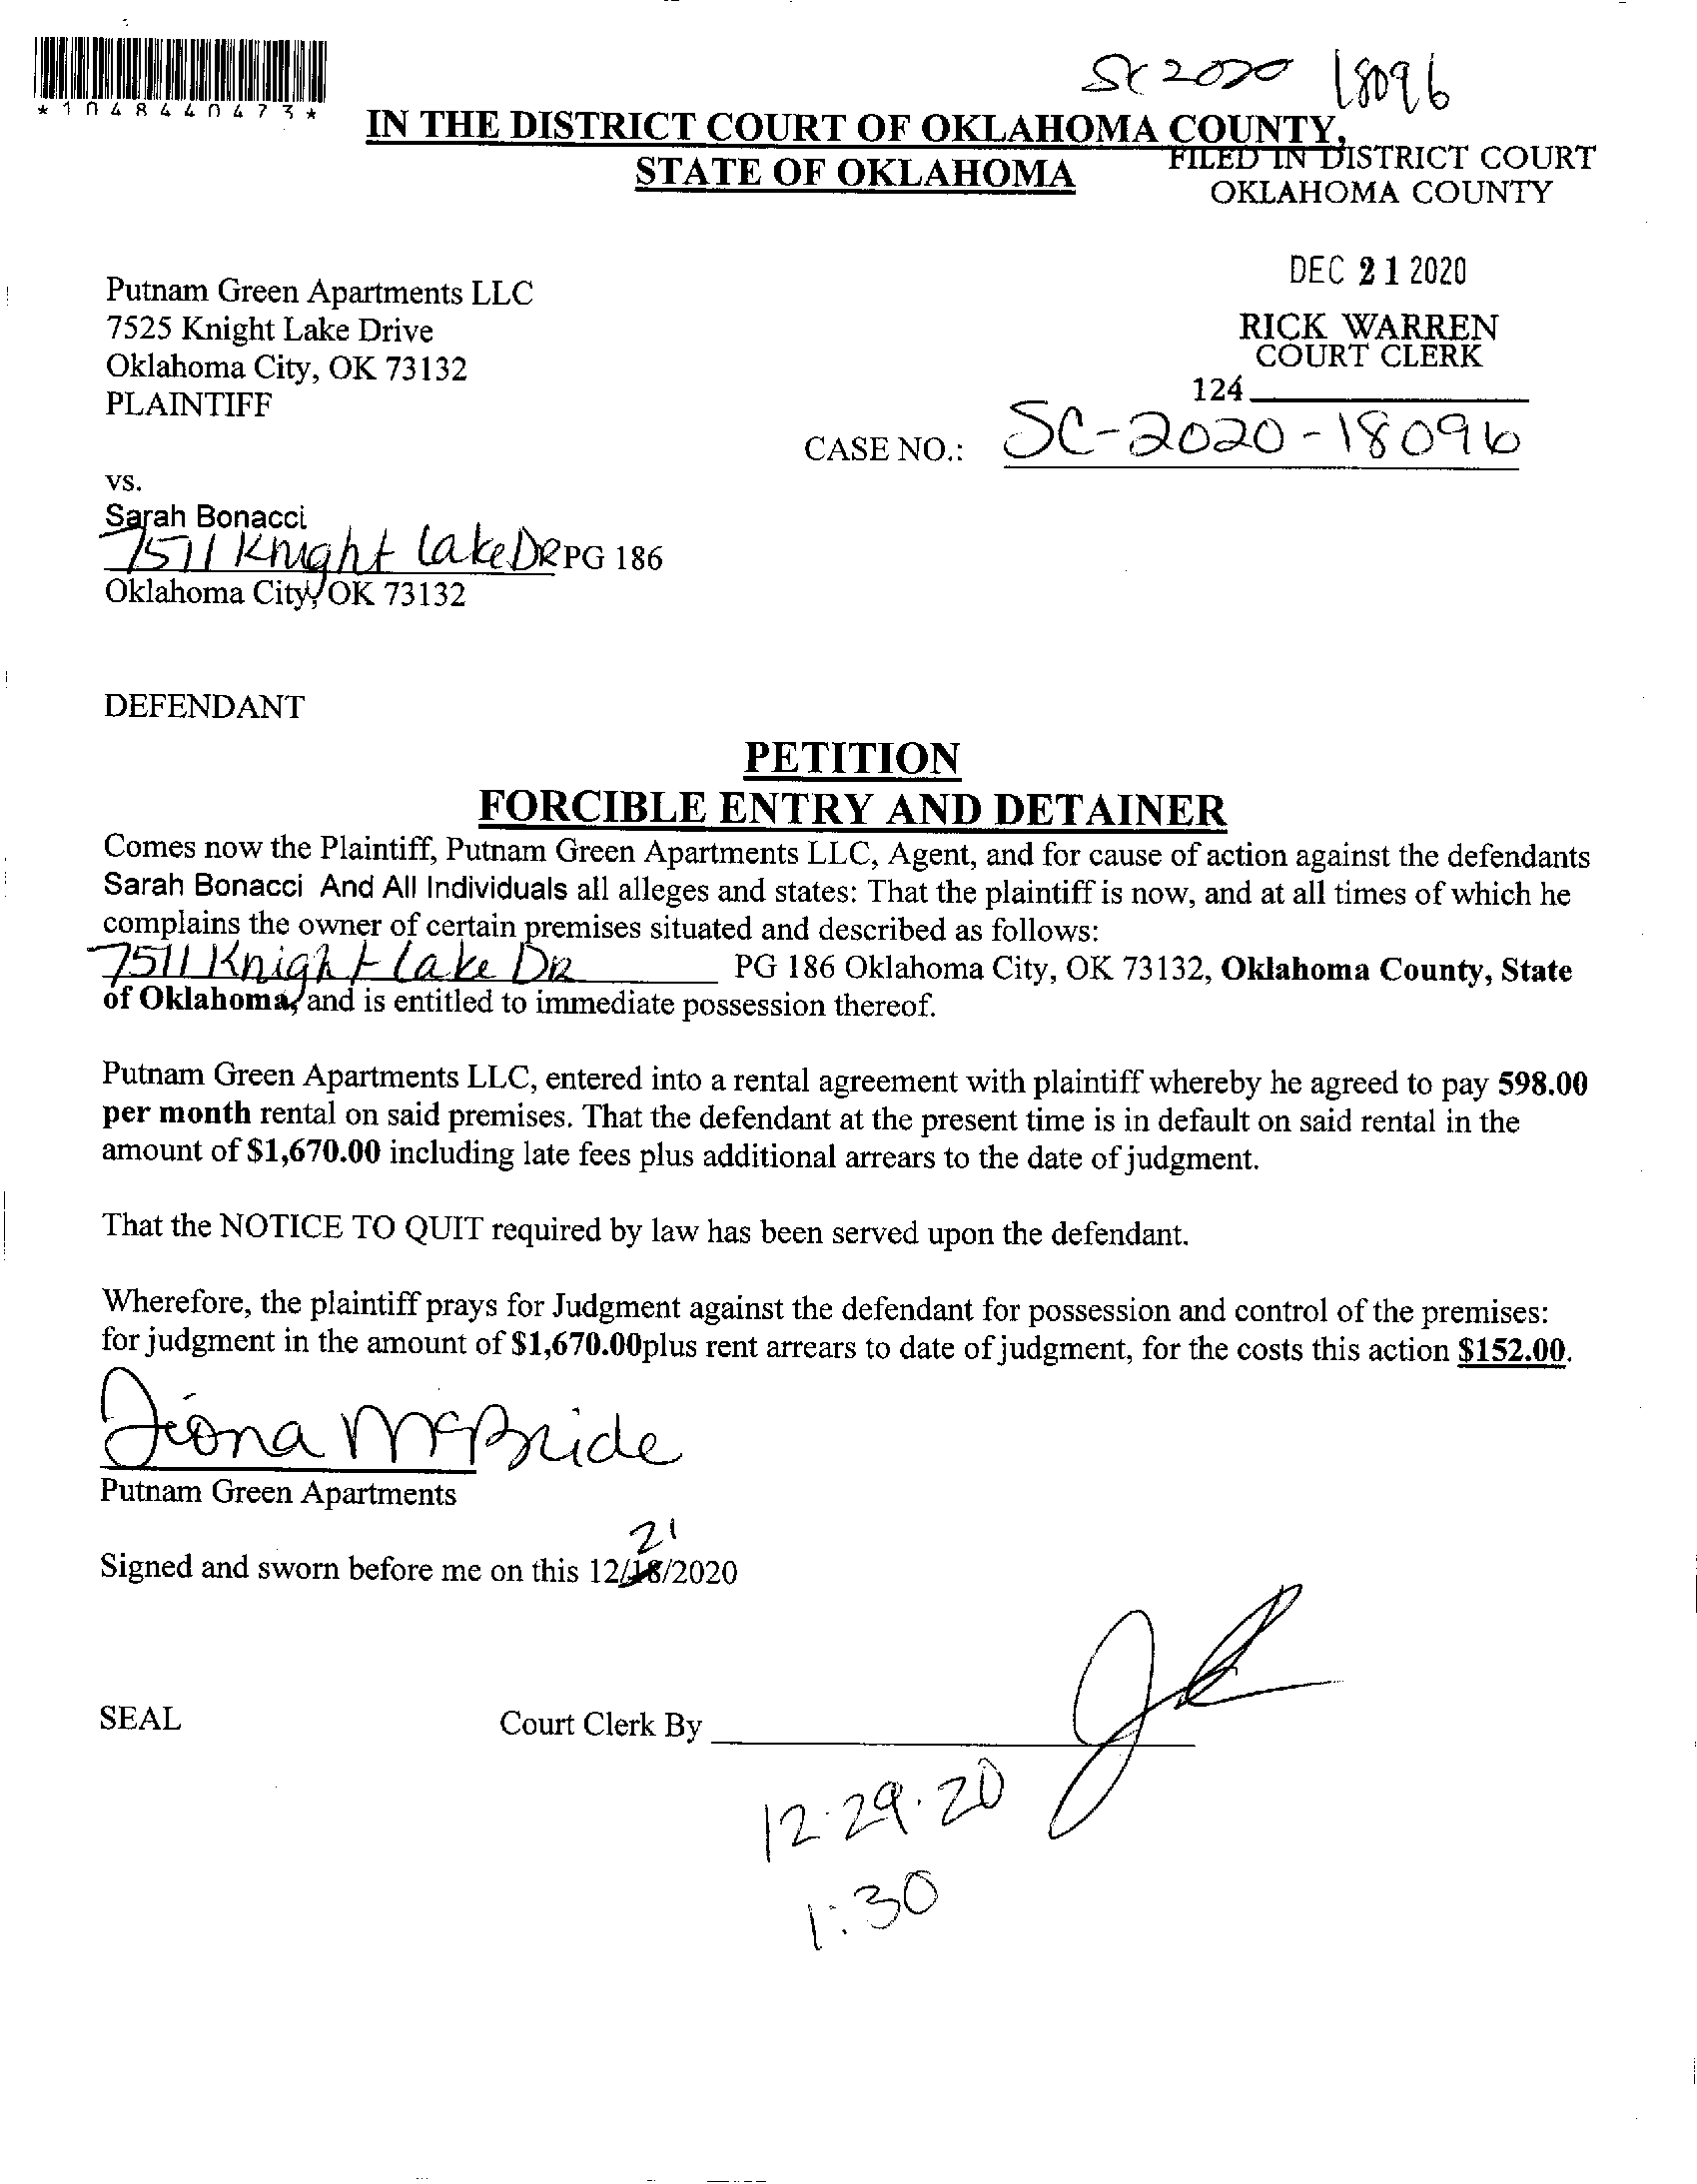 SC 2020 18096
*1048440473*
IN THE DISTRICT COURT OF OKLAHOMA COUNTY,
STATE OF OKLAHOMA
FILED IN DISTRICT COURT
OKLAHOMA COUNTY
DEC 21 2020
RICK WARREN
COURT CLERK
124
Putnam Green Apartments LLC
7525 Knight Lake Drive
Oklahoma City, OK 73132
PLAINTIFF
CASE NO.: SC-2020-18096
vs.
Sarah Bonacci
7511 Knight Lake DR PG 186
Oklahoma City, OK 73132
DEFENDANT
PETITION
FORCIBLE ENTRY AND DETAINER
Comes now the Plaintiff, Putnam Green Apartments LLC, Agent, and for cause of action against the defendants
Sarah Bonacci And All Individuals all alleges and states: That the plaintiff is now, and at all times of which he
complains the owner of certain premises situated and described as follows:
7511 Knight Lake DR PG 186 Oklahoma City, OK 73132, Oklahoma County, State
of Oklahoma, and is entitled to immediate possession thereof.
Putnam Green Apartments LLC, entered into a rental agreement with plaintiff whereby he agreed to pay 598.00
per month rental on said premises. That the defendant at the present time is in default on said rental in the
amount of $1,670.00 including late fees plus additional arrears to the date of judgment.
That the NOTICE TO QUIT required by law has been served upon the defendant.
Wherefore, the plaintiff prays for Judgment against the defendant for possession and control of the premises:
for judgment in the amount of $1,670.00plus rent arrears to date of judgment, for the costs this action $152.00.
Fiona McBride
Putnam Green Apartments
21
Signed and sworn before me on this 12/18/2020
SEAL Court Clerk By
12.29.20
1:30